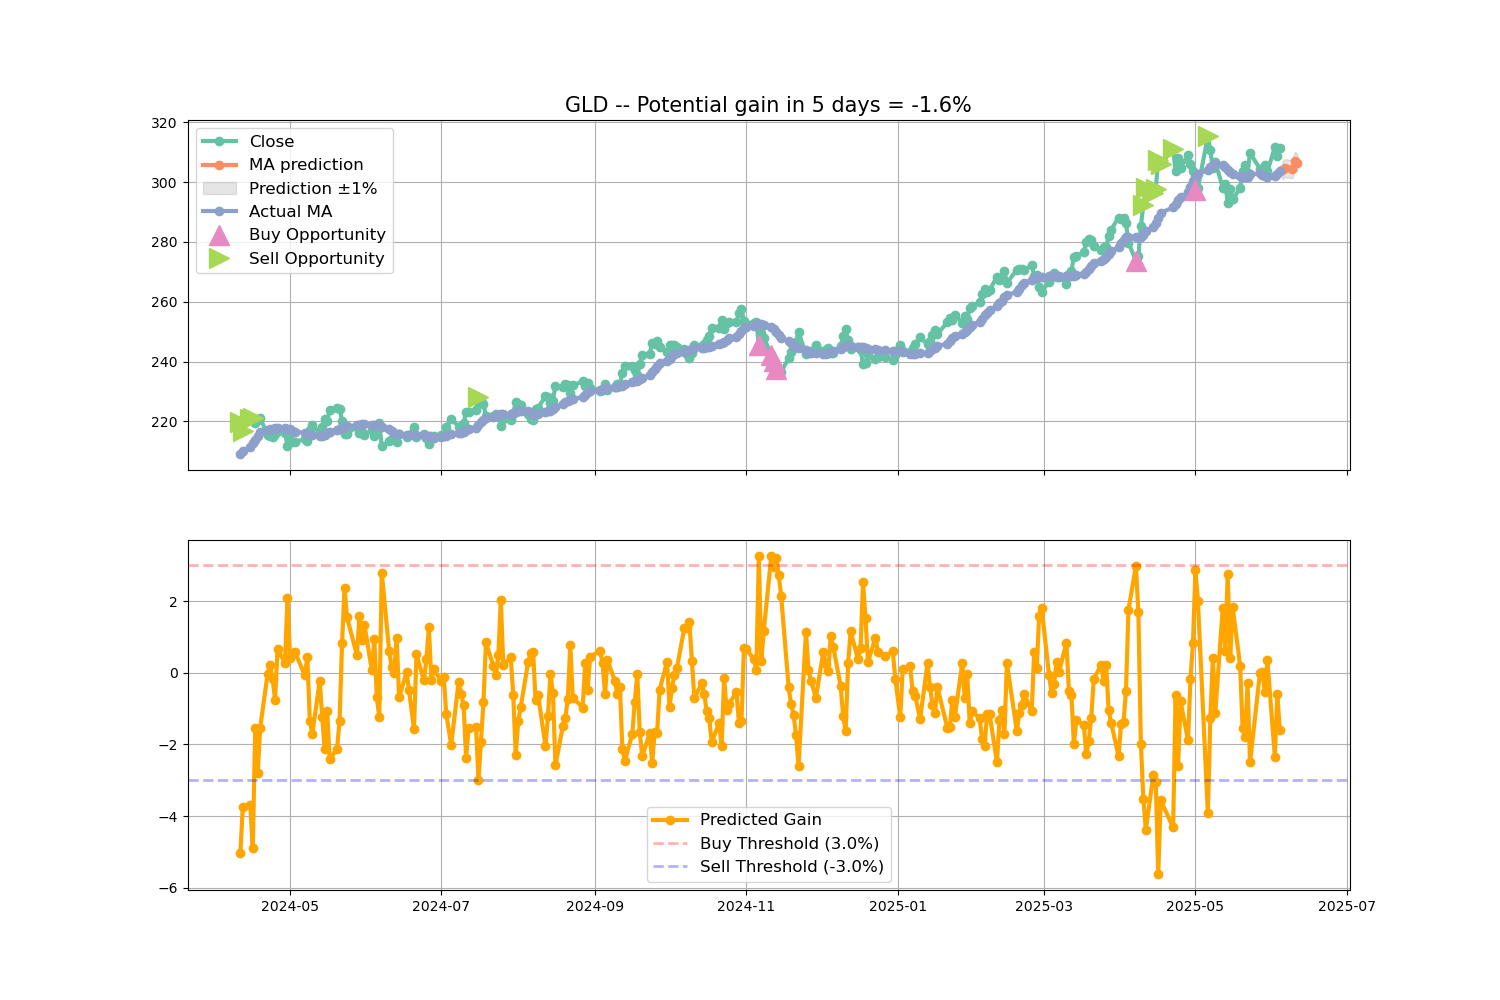 GLD -- Potential gain in 5 days = -1.6%
320
300
280
260
240
220
Close
MA prediction
Prediction ±1%
Actual MA
Buy Opportunity
Sell Opportunity
2
0
−2
−4
−6
Predicted Gain
Buy Threshold (3.0%)
Sell Threshold (-3.0%)
2024-05
2024-07
2024-09
2024-11
2025-01
2025-03
2025-05
2025-07